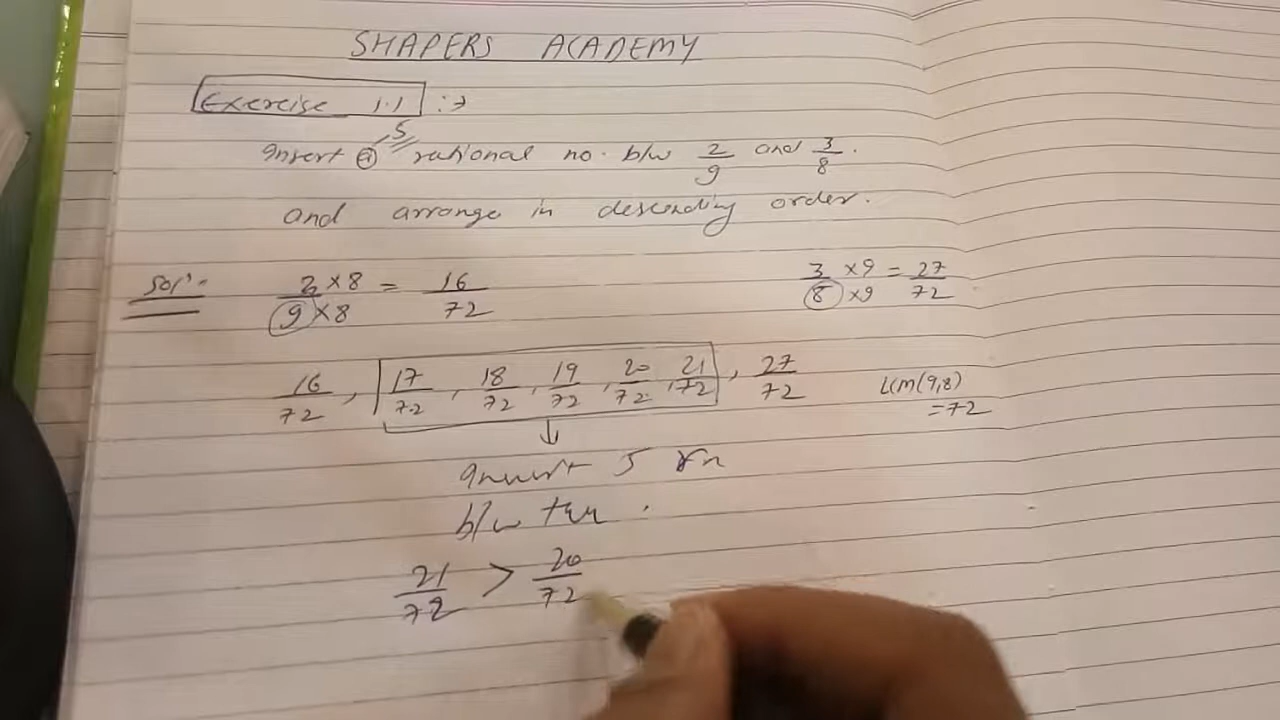 SHAPERS ACADEMY
Exercise 1.1 :→
5
Insert rational no. b/w 2/9 and 3/8.
and arrange in descending order.
Sol:- 2×8/9×8 = 16/72 3×9/8×9 = 27/72
16/72, 17/72, 18/72, 19/72, 20/72, 21/72, 27/72 LCM(9,8)
=72
↓
Insert 5 rn
b/w
21/72 > 20/72